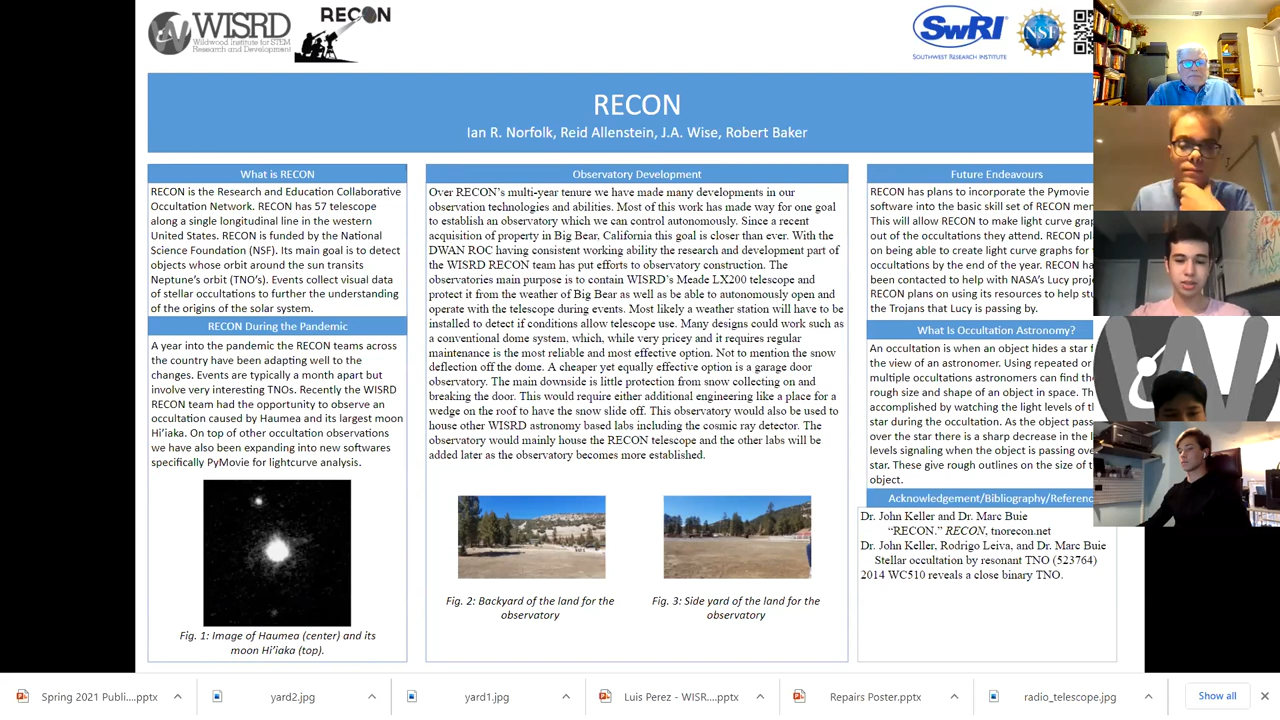 WISRD
Wildwood Institute for STEM
Research and Development
RECON
SwRI
SOUTHWEST RESEARCH INSTITUTE
NSF
RECON
Ian R. Norfolk, Reid Allenstein, J.A. Wise, Robert Baker
What is RECON
RECON is the Research and Education Collaborative
Occultation Network. RECON has 57 telescope
along a single longitudinal line in the western
United States. RECON is funded by the National
Science Foundation (NSF). Its main goal is to detect
objects whose orbit around the sun transits
Neptune's orbit (TNO's). Events collect visual data
of stellar occultations to further the understanding
of the origins of the solar system.
RECON During the Pandemic
A year into the pandemic the RECON teams across
the country have been adapting well to the
changes. Events are typically a month apart but
involve very interesting TNOs. Recently the WISRD
RECON team had the opportunity to observe an
occultation caused by Haumea and its largest moon
Hi'iaka. On top of other occultation observations
we have also been expanding into new softwares
specifically PyMovie for lightcurve analysis.
Fig. 1: Image of Haumea (center) and its
moon Hi'iaka (top).
Observatory Development
Over RECON's multi-year tenure we have made many developments in our
observation technologies and abilities. Most of this work has made way for one goal
to establish an observatory which we can control autonomously. Since a recent
acquisition of property in Big Bear, California this goal is closer than ever. With the
DWAN ROC having consistent working ability the research and development part of
the WISRD RECON team has put efforts to observatory construction. The
observatories main purpose is to contain WISRD's Meade LX200 telescope and
protect it from the weather of Big Bear as well as be able to autonomously open and
operate with the telescope during events. Most likely a weather station will have to be
installed to detect if conditions allow telescope use. Many designs could work such as
a conventional dome system, which, while very pricey and it requires regular
maintenance is the most reliable and most effective option. Not to mention the snow
deflection off the dome. A cheaper yet equally effective option is a garage door
observatory. The main downside is little protection from snow collecting on and
breaking the door. This would require either additional engineering like a place for a
wedge on the roof to have the snow slide off. This observatory would also be used to
house other WISRD astronomy based labs including the cosmic ray detector. The
observatory would mainly house the RECON telescope and the other labs will be
added later as the observatory becomes more established.
Fig. 2: Backyard of the land for the
observatory
Fig. 3: Side yard of the land for the
observatory
Future Endeavours
RECON has plans to incorporate the Pymovie
software into the basic skill set of RECON
This will allow RECON to make light curve
out of the occultations they attend. RECON
on being able to create light curve graphs for
occultations by the end of the year. RECON
been contacted to help with NASA's Lucy
RECON plans on using its resources to help
the Trojans that Lucy is passing by.
What Is Occultation Astronomy?
An occultation is when an object hides a star
the view of an astronomer. Using repeated or
multiple occultations astronomers can find the
rough size and shape of an object in space.
accomplished by watching the light levels of
star during the occultation. As the object
over the star there is a sharp decrease in the
levels signaling when the object is passing
star. These give rough outlines on the size of
object.
Acknowledgement/Bibliography/
Dr. John Keller and Dr. Marc Buie
"RECON." RECON, tnorecon.net
Dr. John Keller, Rodrigo Leiva, and Dr. Marc Buie
Stellar occultation by resonant TNO (523764)
2014 WC510 reveals a close binary TNO.
Spring 2021 Publi....pptx
yard2.jpg
yard1.jpg
Luis Perez - WISR....pptx
Repairs Poster.pptx
radio_telescope.jpg
Show all